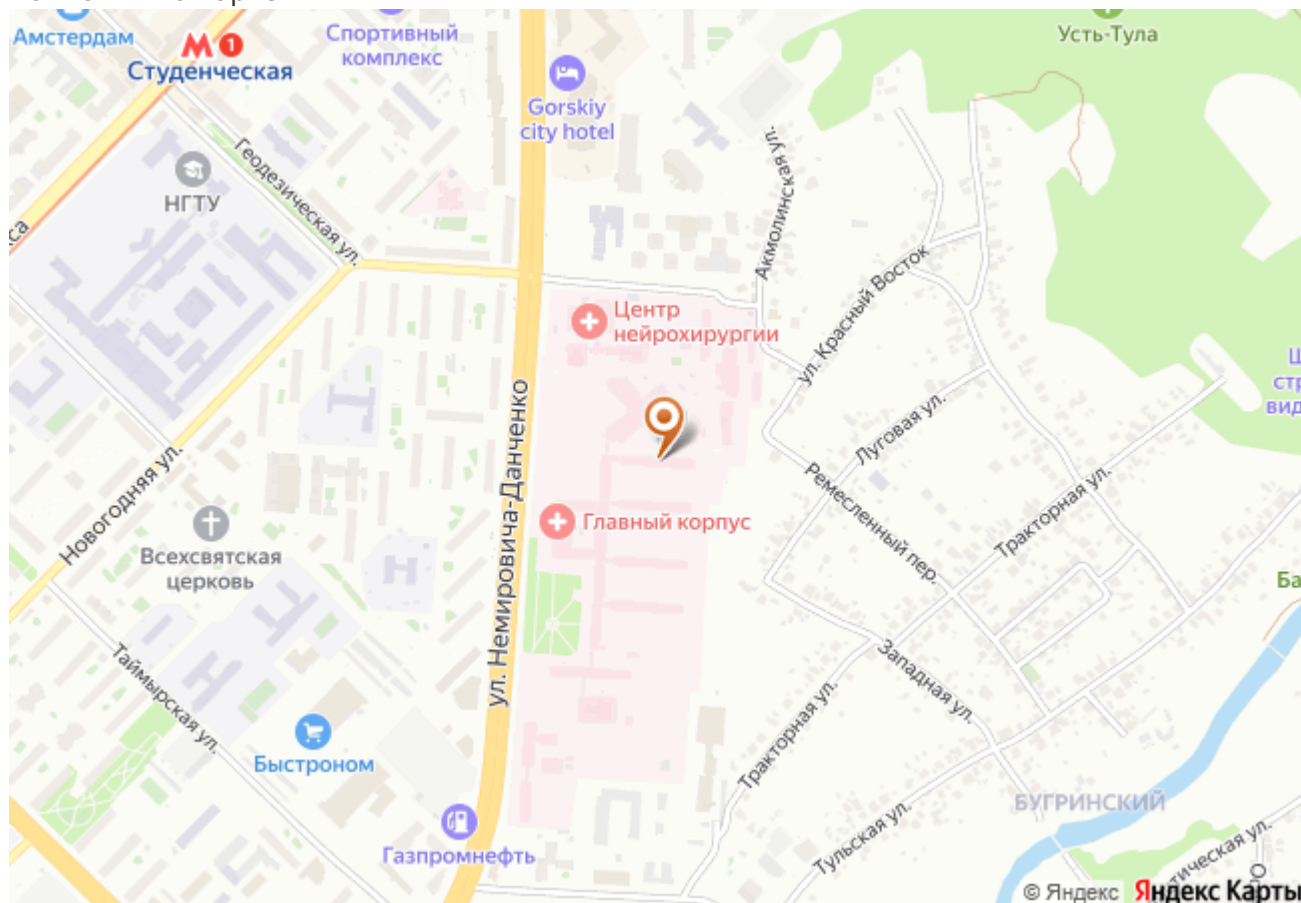 Амстердам
Студенческая
Спортивный
комплекс
Gorskiy
city hotel
Усть-Тула
НГТУ
Геодезическая ул.
Акмолинская ул.
ул. Красный Восток
Центр
нейрохирургии
ул. Немировича-Данченко
Луговая ул.
Новогодняя ул.
Ремесленный пер.
Тракторная ул.
Главный корпус
Всехсвятская
церковь
Таймырская ул.
Западная ул.
Тракторная ул.
Быстроном
Газпромнефть
Тульская ул.
БУГРИНСКИЙ
© Яндекс Яндекс Карты